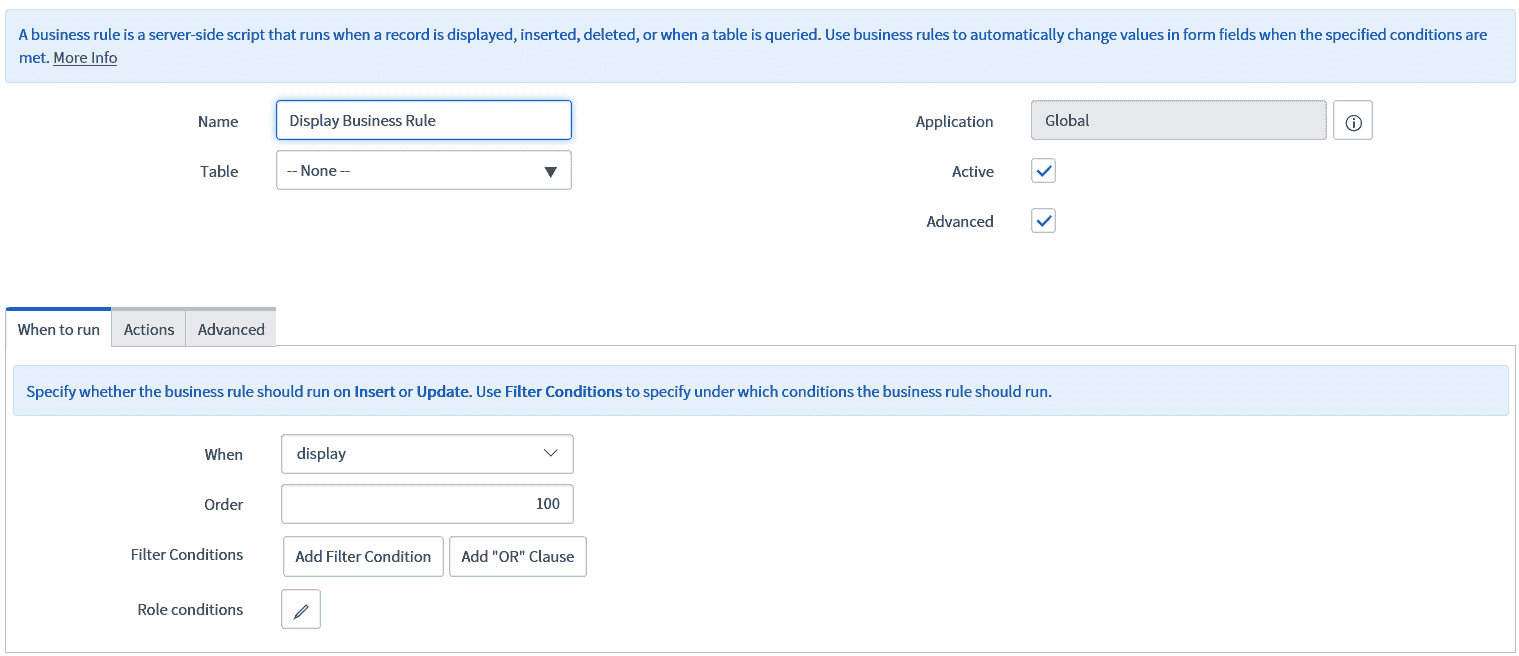 A business rule is a server-side script that runs when a record is displayed, inserted, deleted, or when a table is queried. Use business rules to automatically change values in form fields when the specified conditions are
met. More Info
Name
Display Business Rule
Application
Global
Table
-- None --
Active
Advanced
When to run
Actions
Advanced
Specify whether the business rule should run on Insert or Update. Use Filter Conditions to specify under which conditions the business rule should run.
When
display
Order
100
Filter Conditions
Add Filter Condition
Add "OR" Clause
Role conditions